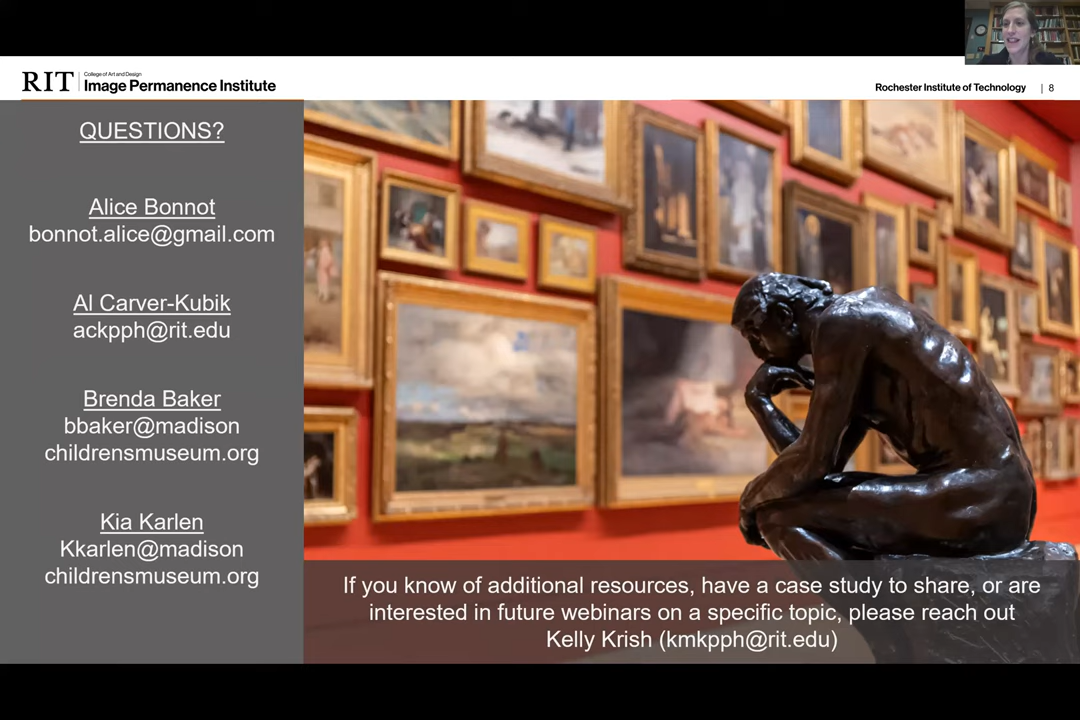 RIT
College of Art and Design
Image Permanence Institute
Rochester Institute of Technology | 8
QUESTIONS?
Alice Bonnot
bonnot.alice@gmail.com
Al Carver-Kubik
ackpph@rit.edu
Brenda Baker
bbaker@madison
childrensmuseum.org
Kia Karlen
Kkarlen@madison
childrensmuseum.org
If you know of additional resources, have a case study to share, or are
interested in future webinars on a specific topic, please reach out
Kelly Krish (kmkpph@rit.edu)